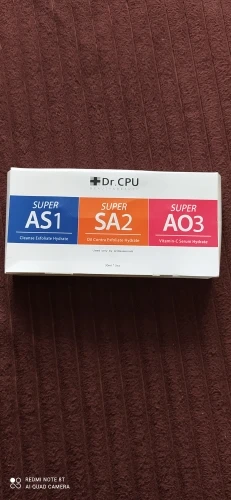 Dr. CPU
SUPER
AS1
Cleanse Exfoliate Hydrate
SUPER
SA2
Oil Control Exfoliate Hydrate
SUPER
AO3
Vitamin C Serum Hydrate
REDMI NOTE 8T
AI QUAD CAMERA